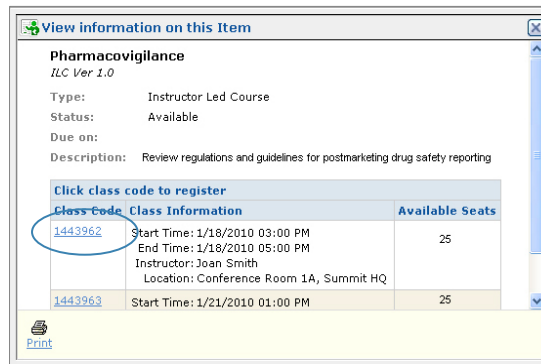 View information on this Item
Pharmacovigilance
ILC Ver 1.0
Type: Instructor Led Course
Status: Available
Due on:
Description: Review regulations and guidelines for postmarketing drug safety reporting
Click class code to register
Class Code Class Information Available Seats
1443962 Start Time: 1/18/2010 03:00 PM 25
End Time: 1/18/2010 05:00 PM
Instructor: Joan Smith
Location: Conference Room 1A, Summit HQ
1443963 Start Time: 1/21/2010 01:00 PM 25
Print